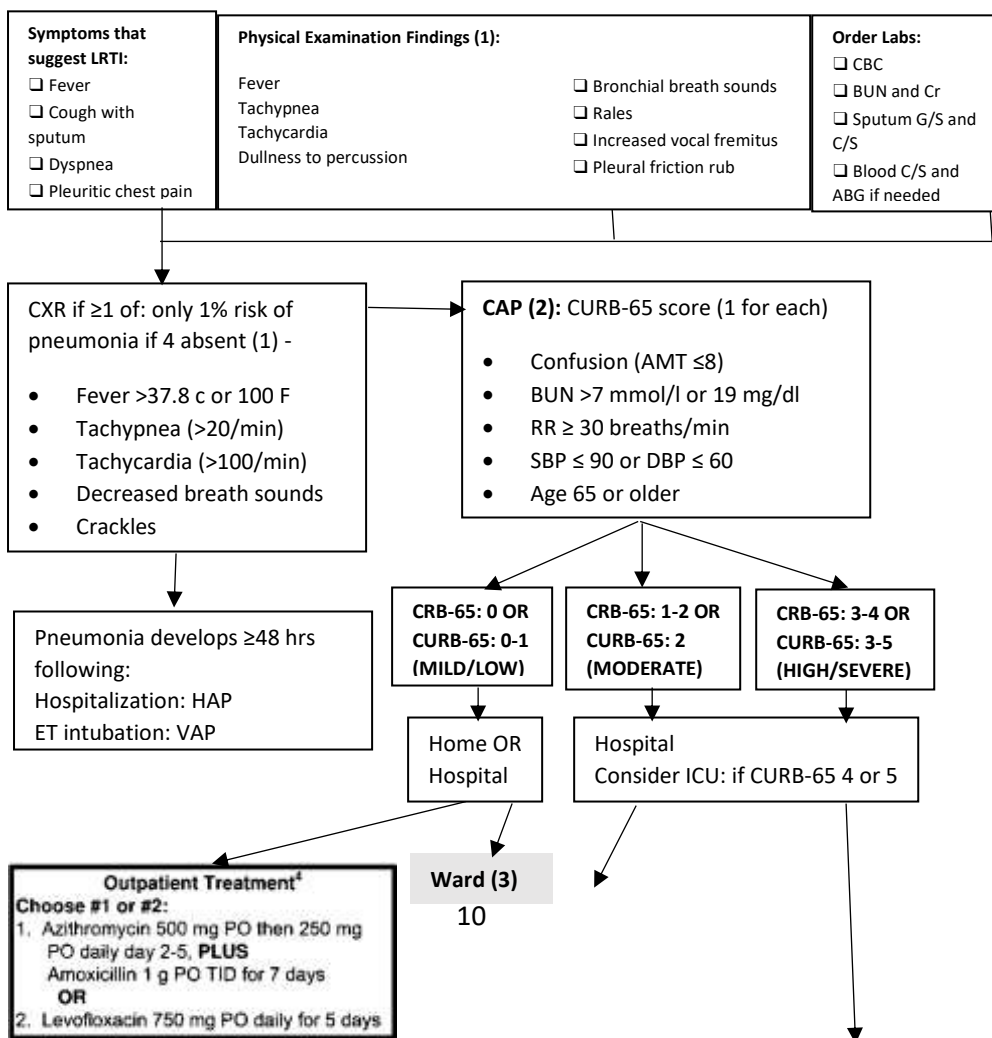 Symptoms that
suggest LRTI:
❑ Fever
❑ Cough with
sputum
❑ Dyspnea
❑ Pleuritic chest pain
Physical Examination Findings (1):
Fever
Tachypnea
Tachycardia
Dullness to percussion
❑ Bronchial breath sounds
❑ Rales
❑ Increased vocal fremitus
❑ Pleural friction rub
Order Labs:
❑ CBC
❑ BUN and Cr
❑ Sputum G/S and
C/S
❑ Blood C/S and
ABG if needed
CXR if ≥1 of: only 1% risk of
pneumonia if 4 absent (1) -
• Fever >37.8 c or 100 F
• Tachypnea (>20/min)
• Tachycardia (>100/min)
• Decreased breath sounds
• Crackles
CAP (2): CURB-65 score (1 for each)
• Confusion (AMT ≤8)
• BUN >7 mmol/l or 19 mg/dl
• RR ≥ 30 breaths/min
• SBP ≤ 90 or DBP ≤ 60
• Age 65 or older
Pneumonia develops ≥48 hrs
following:
Hospitalization: HAP
ET intubation: VAP
CRB-65: 0 OR
CURB-65: 0-1
(MILD/LOW)
CRB-65: 1-2 OR
CURB-65: 2
(MODERATE)
CRB-65: 3-4 OR
CURB-65: 3-5
(HIGH/SEVERE)
Home OR
Hospital
Hospital
Consider ICU: if CURB-65 4 or 5
Outpatient Treatment⁴
Choose #1 or #2:
1. Azithromycin 500 mg PO then 250 mg
PO daily day 2-5, PLUS
Amoxicillin 1 g PO TID for 7 days
OR
2. Levofloxacin 750 mg PO daily for 5 days
Ward (3)
10